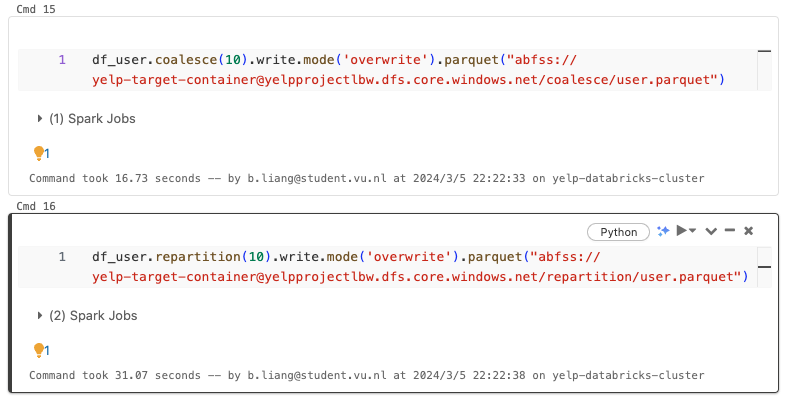 Cmd 15
1 df_user.coalesce(10).write.mode('overwrite').parquet("abfss://
yelp-target-container@yelpprojectlbw.dfs.core.windows.net/coalesce/user.parquet")
(1) Spark Jobs
1
Command took 16.73 seconds -- by b.liang@student.vu.nl at 2024/3/5 22:22:33 on yelp-databricks-cluster
Cmd 16
Python
1 df_user.repartition(10).write.mode('overwrite').parquet("abfss://
yelp-target-container@yelpprojectlbw.dfs.core.windows.net/repartition/user.parquet")
(2) Spark Jobs
1
Command took 31.07 seconds -- by b.liang@student.vu.nl at 2024/3/5 22:22:38 on yelp-databricks-cluster